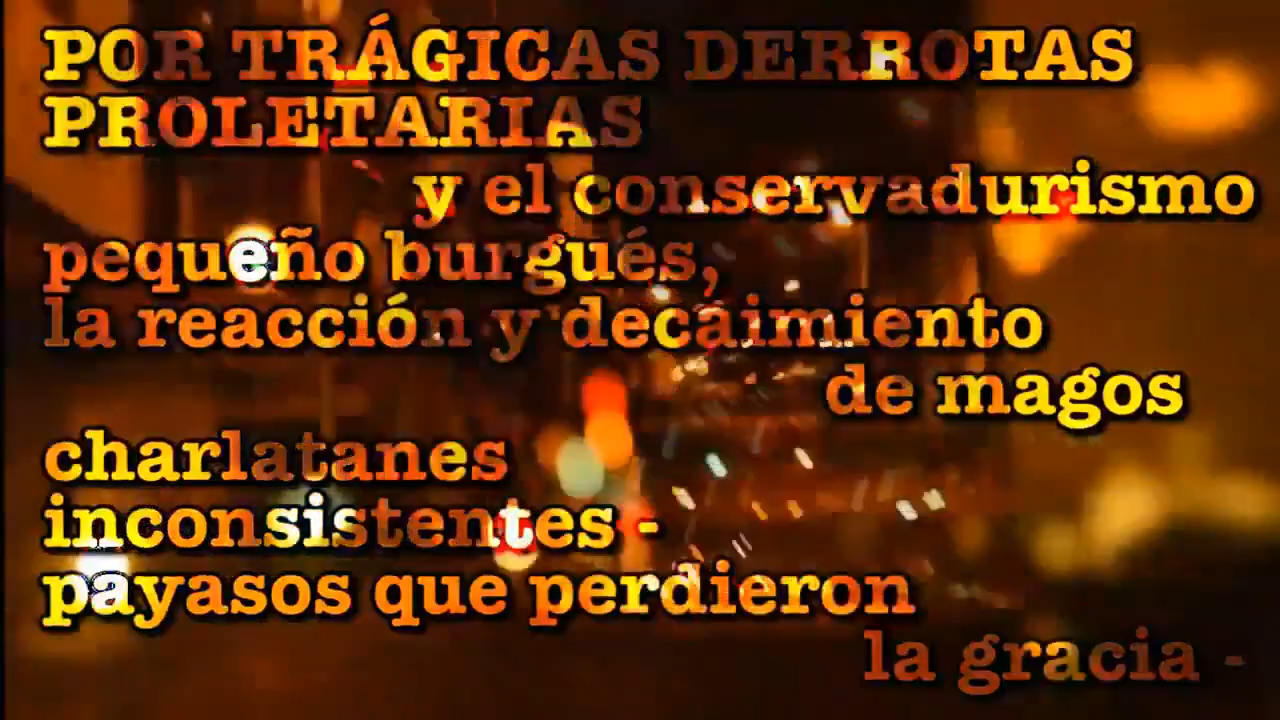 POR TRÁGICAS DERROTAS
PROLETARIAS
y el conservadurismo
pequeño burgués,
la reacción y decaimiento
de magos
charlatanes
inconsistentes -
payasos que perdieron
la gracia -